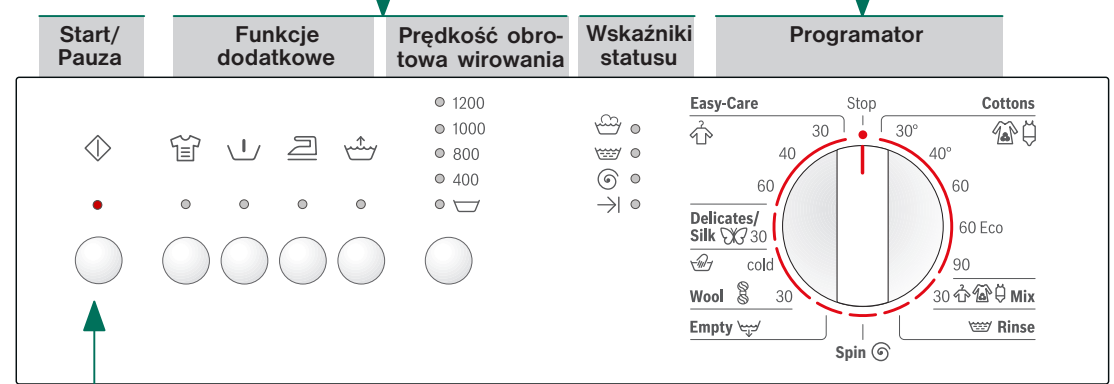 Start/
Pauza
Funkcje
dodatkowe
Prędkość obro-
towa wirowania
Wskaźniki
statusu
Programator
1200
1000
800
400
Easy-Care
Stop
Cottons
30
30°
40
40°
60
60
Delicates/
Silk 30
60 Eco
cold
90
Wool 30
30 Mix
Empty
Rinse
Spin